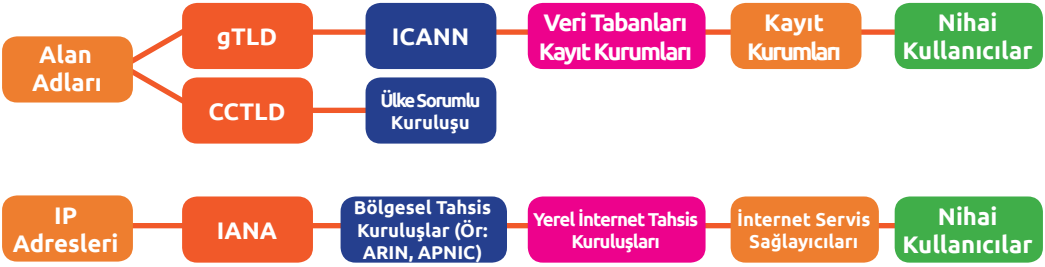 Alan
Adları
gTLD
ICANN
Veri Tabanları
Kayıt Kurumları
Kayıt
Kurumları
Nihai
Kullanıcılar
CCTLD
Ülke Sorumlu
Kuruluşu
IP
Adresleri
IANA
Bölgesel Tahsis
Kuruluşlar (Ör:
ARIN, APNIC)
Yerel İnternet Tahsis
Kuruluşları
İnternet Servis
Sağlayıcıları
Nihai
Kullanıcılar